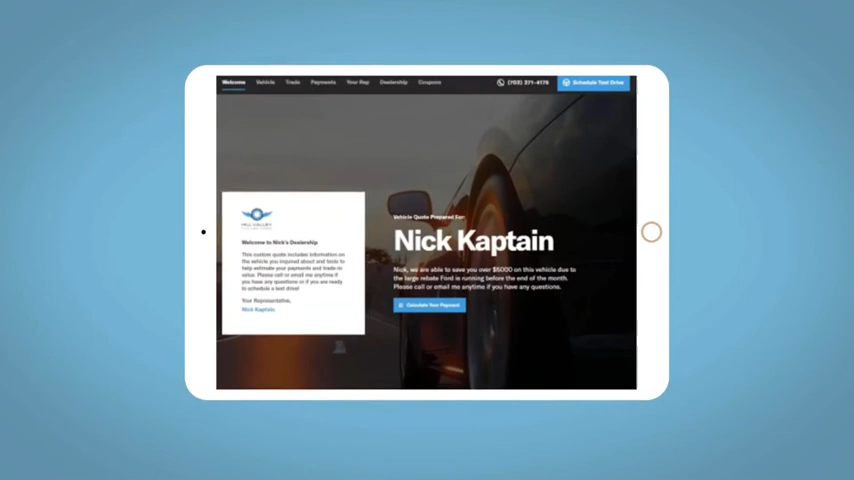 Welcome Vehicle Trade Payments Your Rep Dealership Coupons (702) 271-4176 Schedule Test Drive
Welcome to Nick's Dealership
This custom quote includes information on
the vehicle you inquired about and tools to
help estimate your payments and trade-in
value. Please call or email me anytime if
you have any questions or if you are ready
to schedule a test drive!
Your Representative,
Nick Kaptain
Vehicle Quote Prepared For:
Nick Kaptain
Nick, we are able to save you over $6000 on this vehicle due to
the large rebate Ford is running before the end of the month.
Please call or email me anytime if you have any questions.
Calculate Your Payment